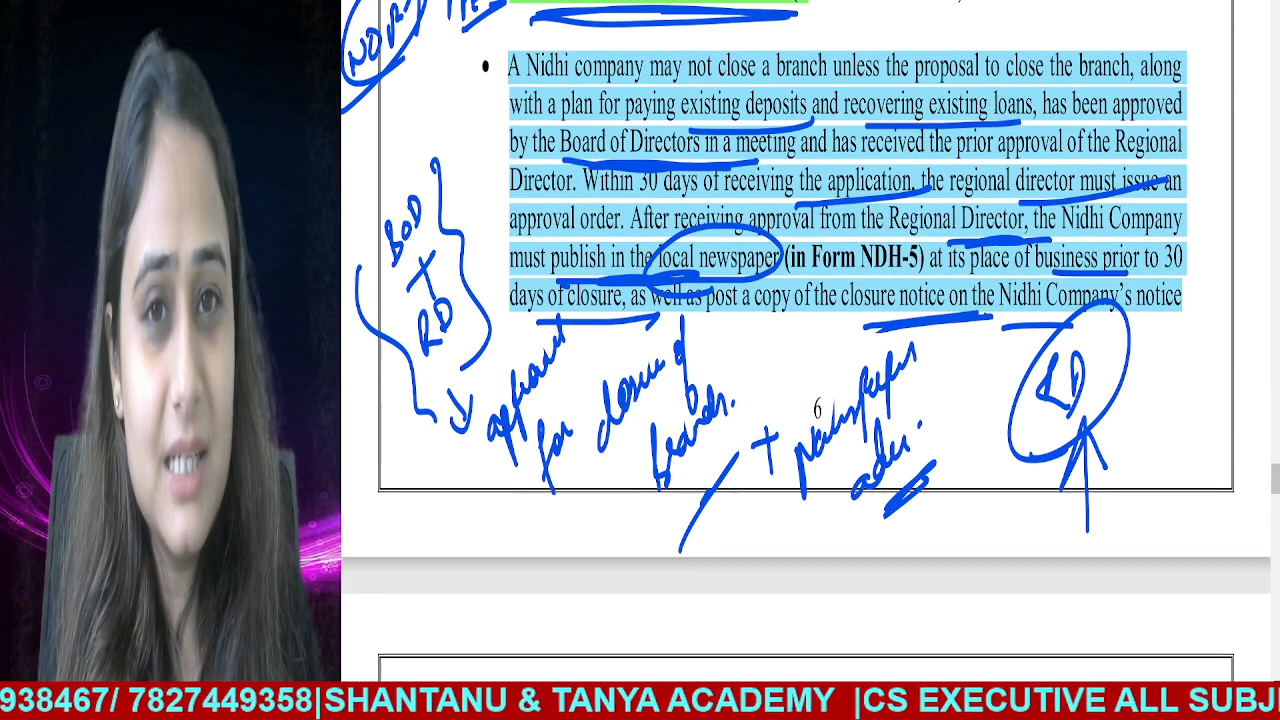 • A Nidhi company may not close a branch unless the proposal to close the branch, along
with a plan for paying existing deposits and recovering existing loans, has been approved
by the Board of Directors in a meeting and has received the prior approval of the Regional
Director. Within 30 days of receiving the application, the regional director must issue an
approval order. After receiving approval from the Regional Director, the Nidhi Company
must publish in the local newspaper (in Form NDH-5) at its place of business prior to 30
days of closure, as well as post a copy of the closure notice on the Nidhi Company's notice
BOD
+
RD
for closure of
+
RD
6
938467/ 7827449358|SHANTANU & TANYA ACADEMY |CS EXECUTIVE ALL SUBJ